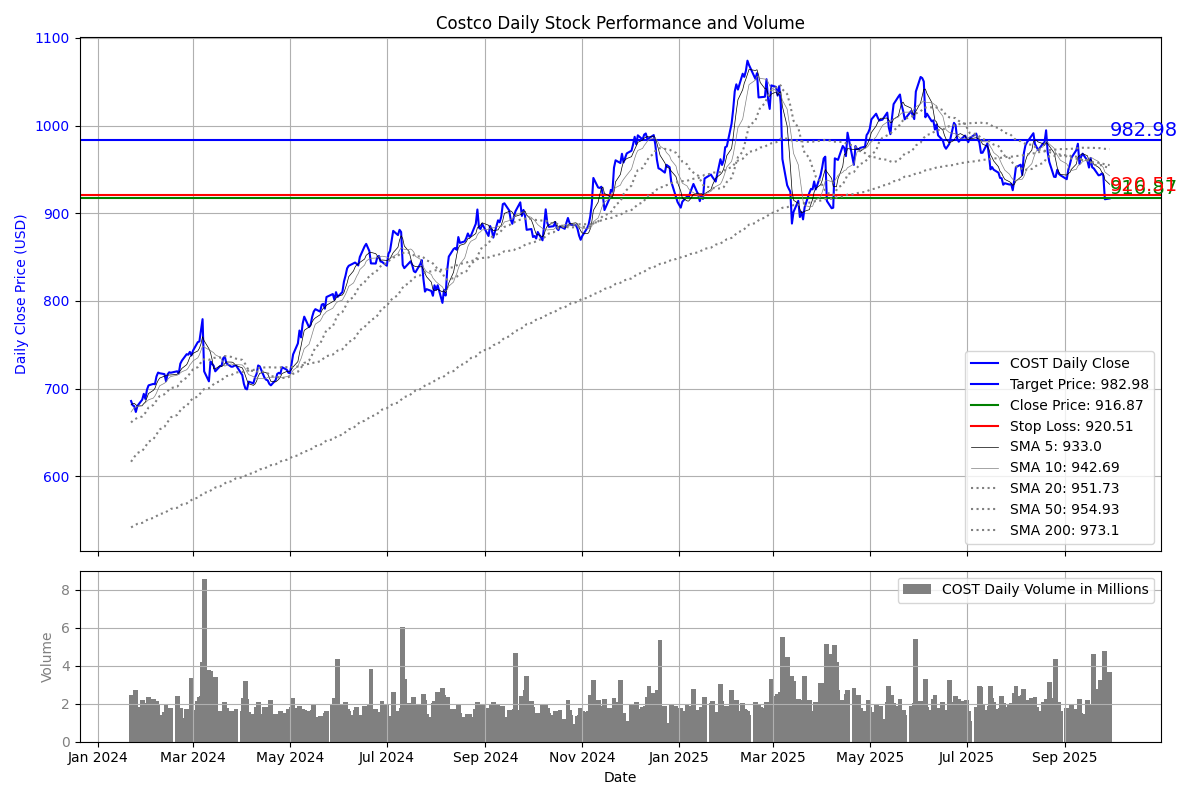 Costco Daily Stock Performance and Volume
Daily Close Price (USD)
1100
1000
900
800
700
600
982.98
920.51
916.87
COST Daily Close
Target Price: 982.98
Close Price: 916.87
Stop Loss: 920.51
SMA 5: 933.0
SMA 10: 942.69
SMA 20: 951.73
SMA 50: 954.93
SMA 200: 973.1
Volume
8
6
4
2
0
COST Daily Volume in Millions
Jan 2024 Mar 2024 May 2024 Jul 2024 Sep 2024 Nov 2024 Jan 2025 Mar 2025 May 2025 Jul 2025 Sep 2025
Date